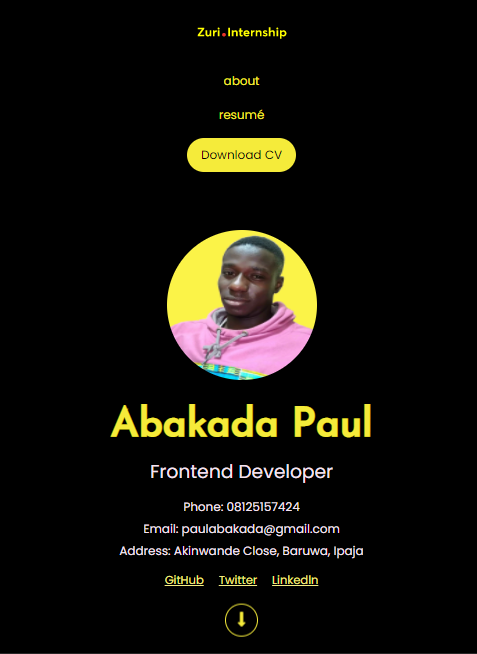 Zuri.Internship
about
resumé
Download CV
Abakada Paul
Frontend Developer
Phone: 08125157424
Email: paulabakada@gmail.com
Address: Akinwande Close, Baruwa, Ipaja
GitHub Twitter LinkedIn